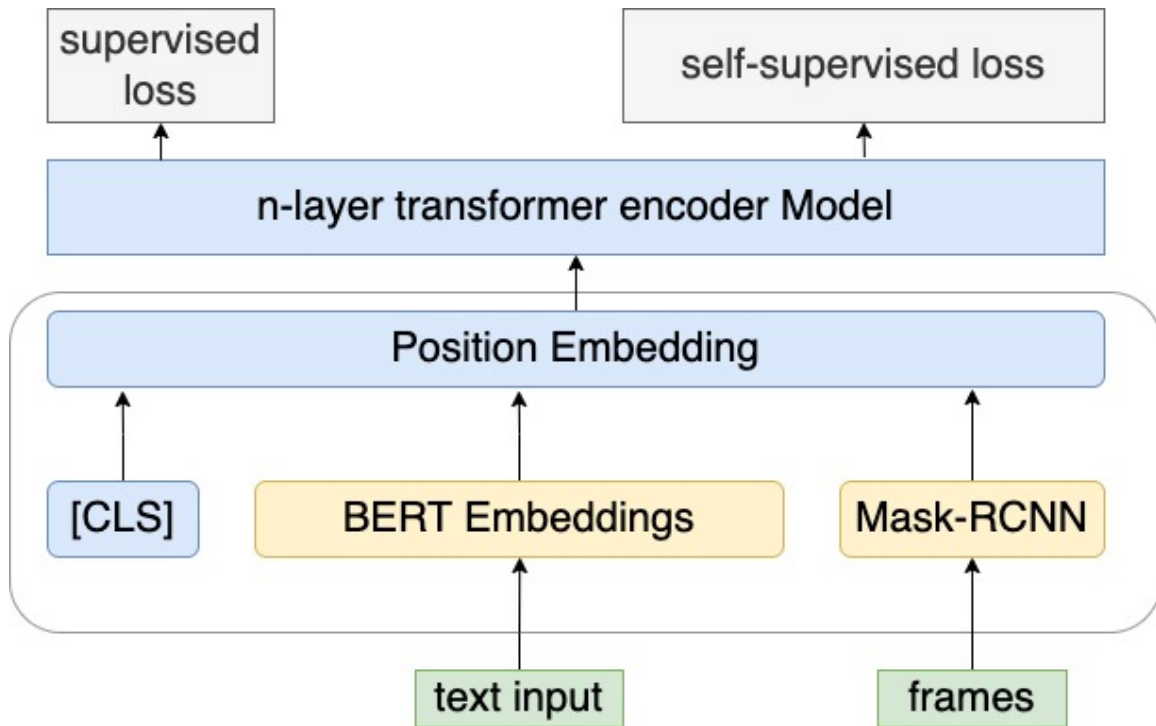 supervised
loss
self-supervised loss
n-layer transformer encoder Model
Position Embedding
[CLS]
BERT Embeddings
Mask-RCNN
text input
frames